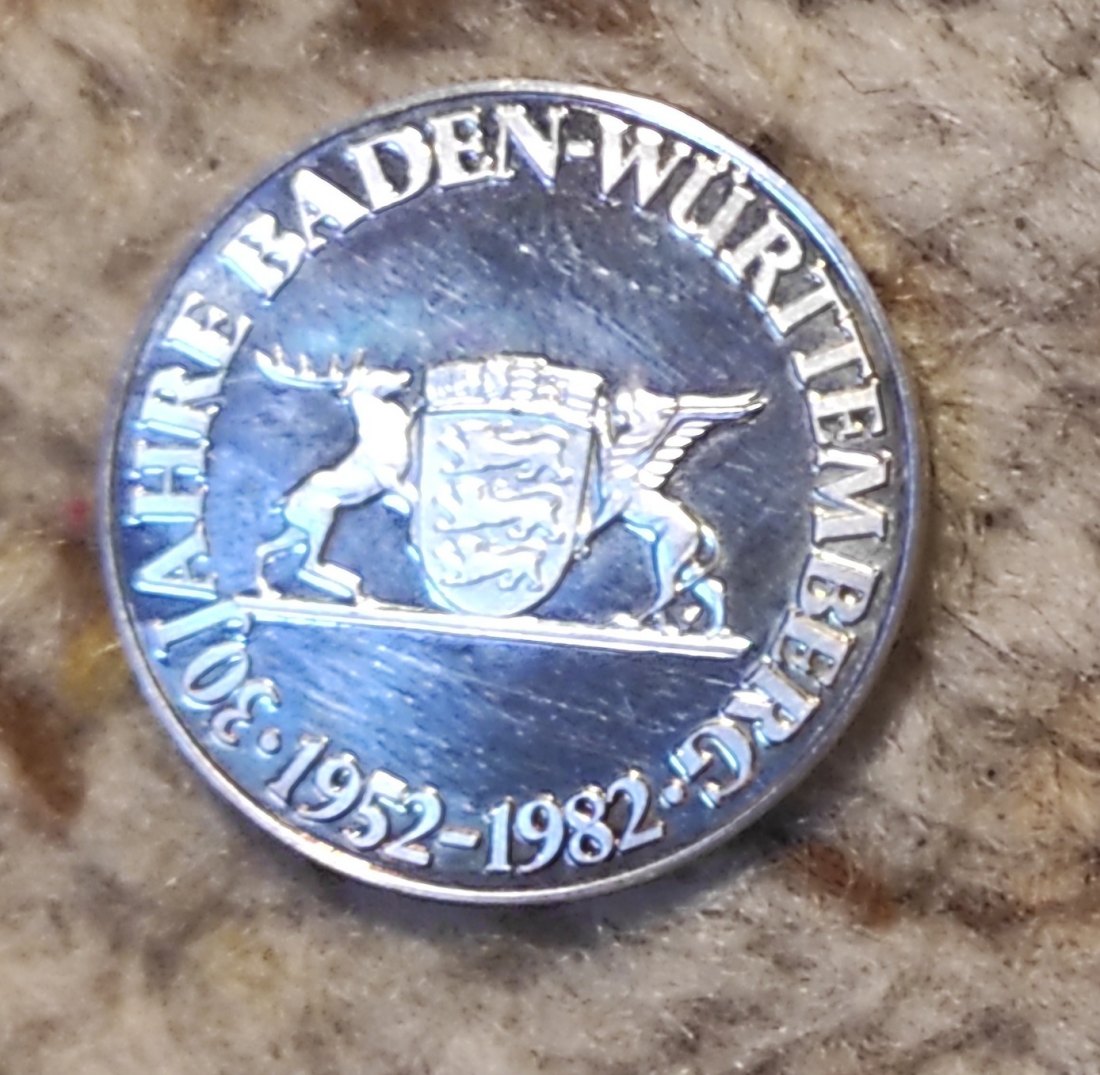 30 JAHRE BADEN-WÜRTTEMBERG
· 1952-1982 ·